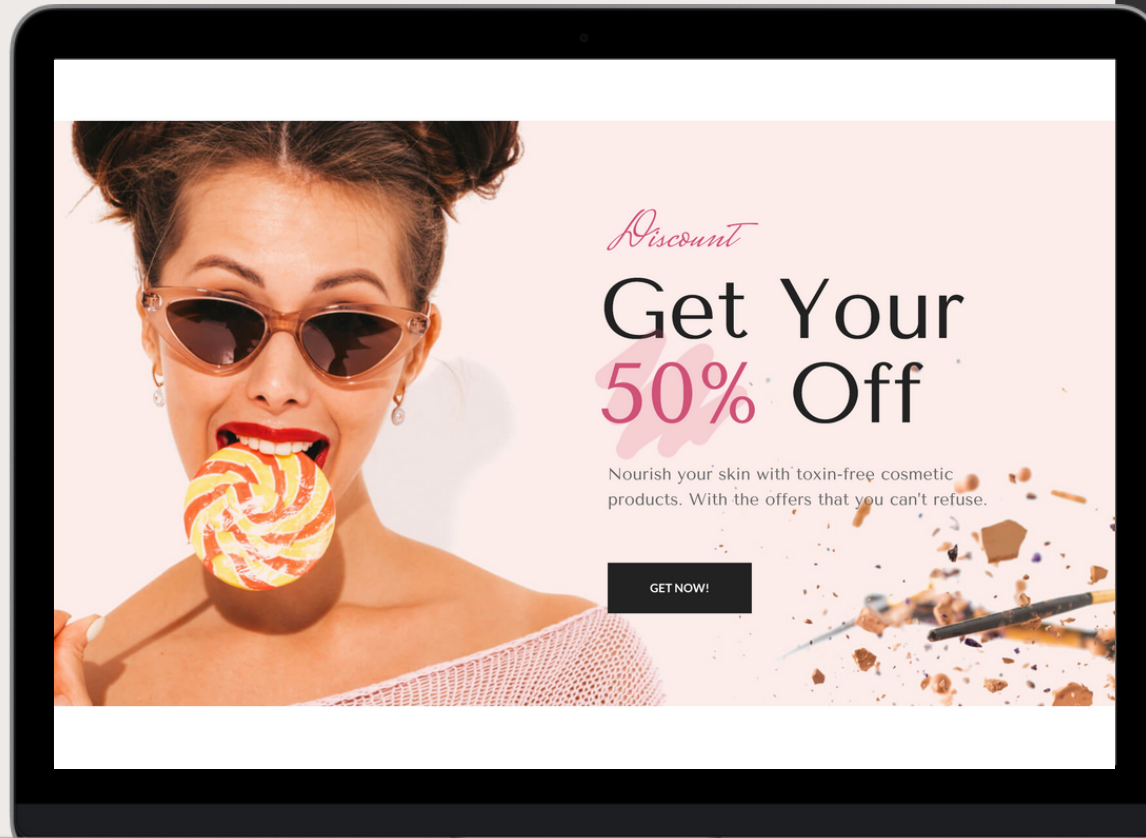 Discount
Get Your
50% Off
Nourish your skin with toxin-free cosmetic
products. With the offers that you can't refuse.
GET NOW!